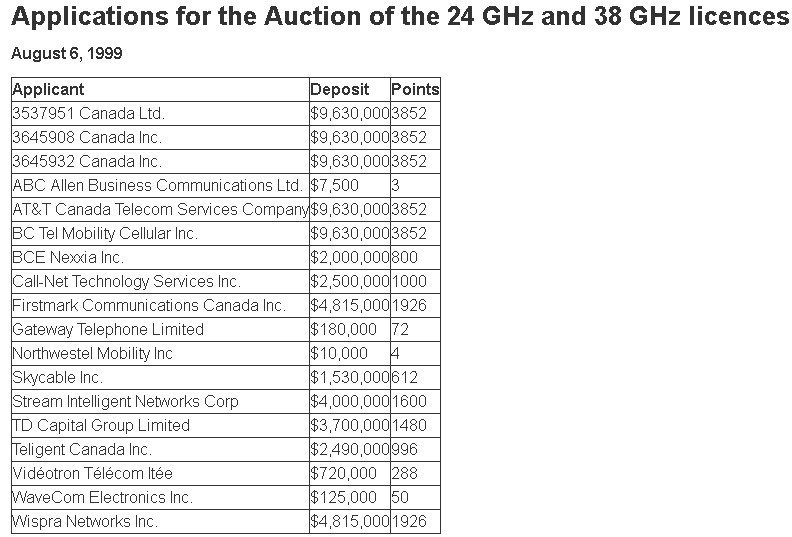 Applications for the Auction of the 24 GHz and 38 GHz licences
August 6, 1999
Applicant Deposit Points
3537951 Canada Ltd. $9,630,000 3852
3645908 Canada Inc. $9,630,000 3852
3645932 Canada Inc. $9,630,000 3852
ABC Allen Business Communications Ltd. $7,500 3
AT&T Canada Telecom Services Company $9,630,000 3852
BC Tel Mobility Cellular Inc. $9,630,000 3852
BCE Nexxia Inc. $2,000,000 800
Call-Net Technology Services Inc. $2,500,000 1000
Firstmark Communications Canada Inc. $4,815,000 1926
Gateway Telephone Limited $180,000 72
Northwestel Mobility Inc $10,000 4
Skycable Inc. $1,530,000 612
Stream Intelligent Networks Corp $4,000,000 1600
TD Capital Group Limited $3,700,000 1480
Teligent Canada Inc. $2,490,000 996
Vidéotron Télécom ltée $720,000 288
WaveCom Electronics Inc. $125,000 50
Wispra Networks Inc. $4,815,000 1926